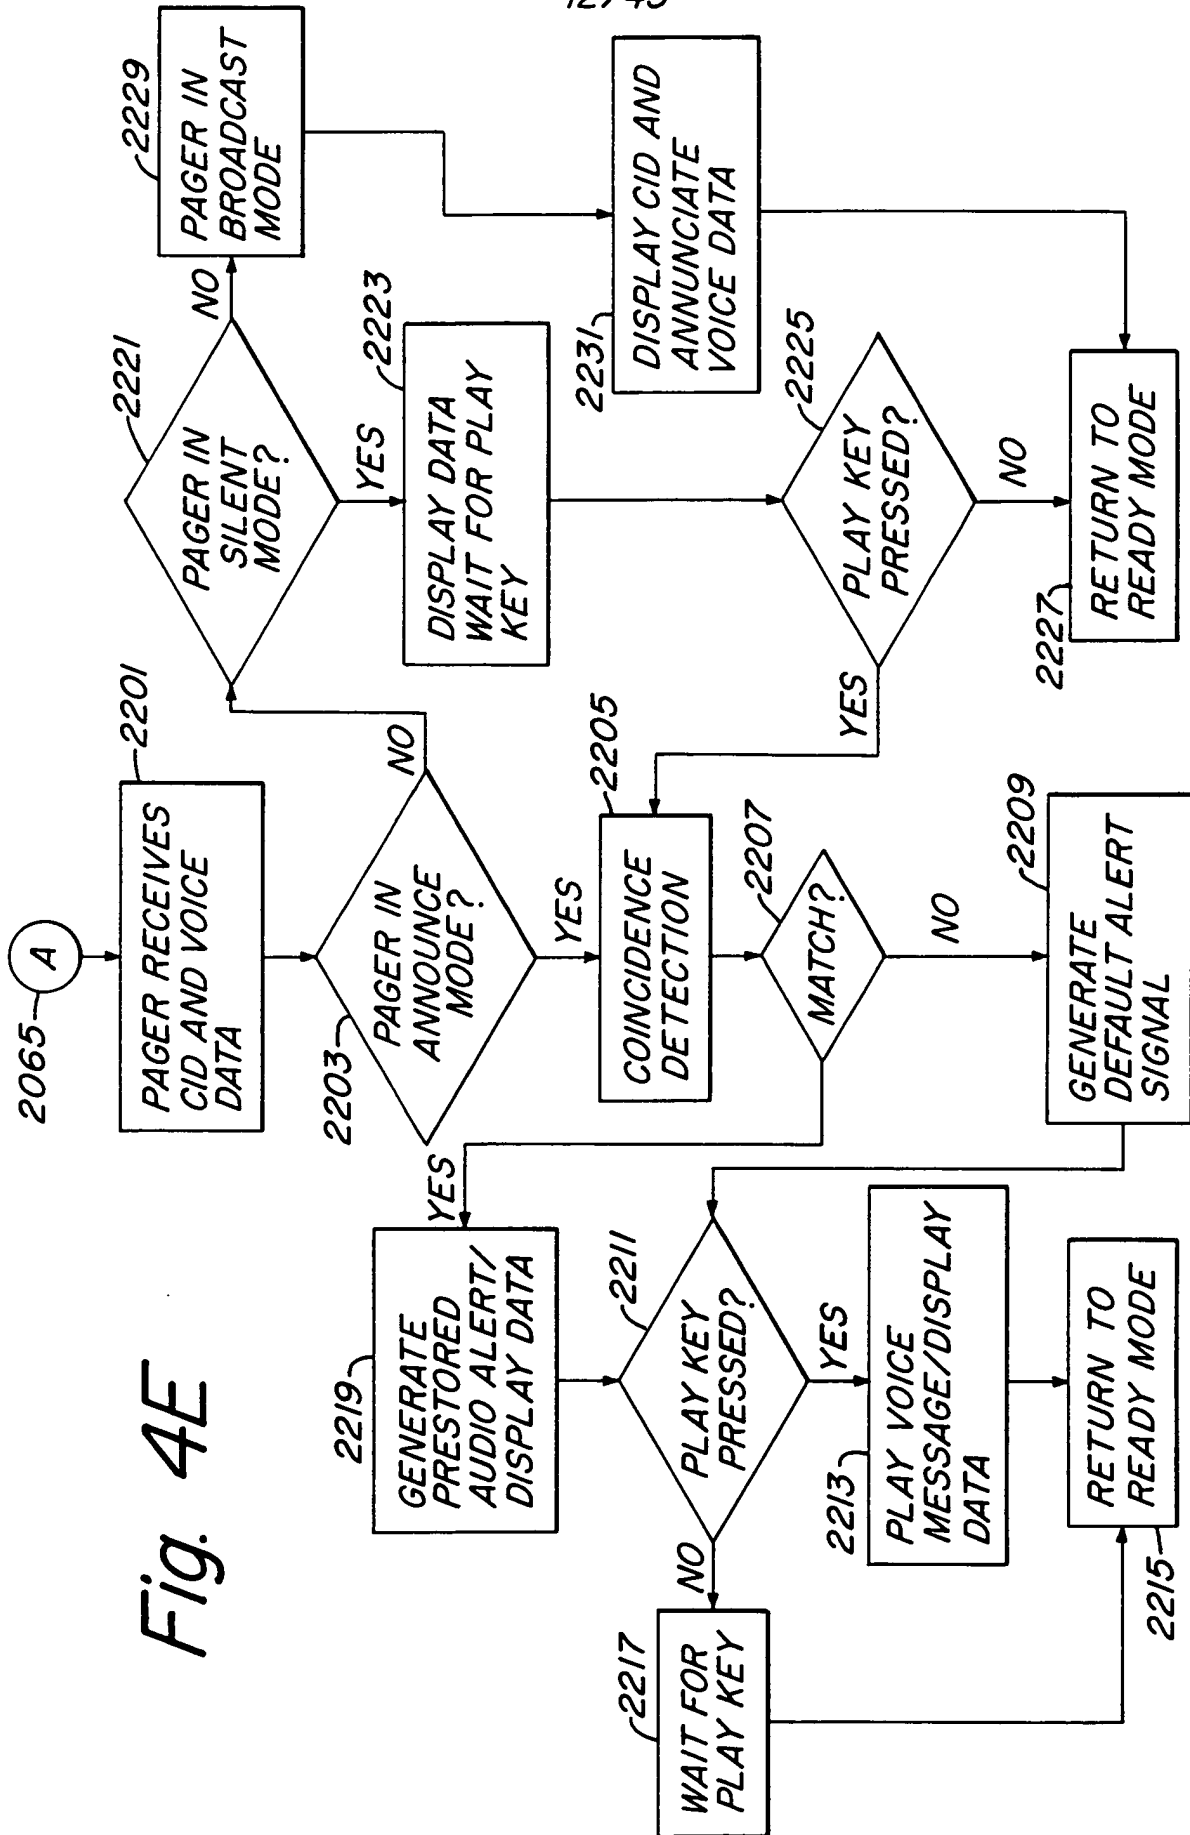 12/45
Fig. 4E
2065
A
2201
PAGER RECEIVES
CID AND VOICE
DATA
2203
PAGER IN
ANNOUNCE
MODE?
NO
YES
2221
PAGER IN
SILENT
MODE?
NO
YES
2229
PAGER IN
BROADCAST
MODE
2223
DISPLAY DATA
WAIT FOR PLAY
KEY
2231
DISPLAY CID AND
ANNUNCIATE
VOICE DATA
2205
COINCIDENCE
DETECTION
2225
PLAY KEY
PRESSED?
YES
NO
2207
MATCH?
YES
NO
2219
GENERATE
PRESTORED
AUDIO ALERT/
DISPLAY DATA
2209
GENERATE
DEFAULT ALERT
SIGNAL
2227
RETURN TO
READY MODE
2211
PLAY KEY
PRESSED?
NO
YES
2217
WAIT FOR
PLAY KEY
2213
PLAY VOICE
MESSAGE/DISPLAY
DATA
2215
RETURN TO
READY MODE